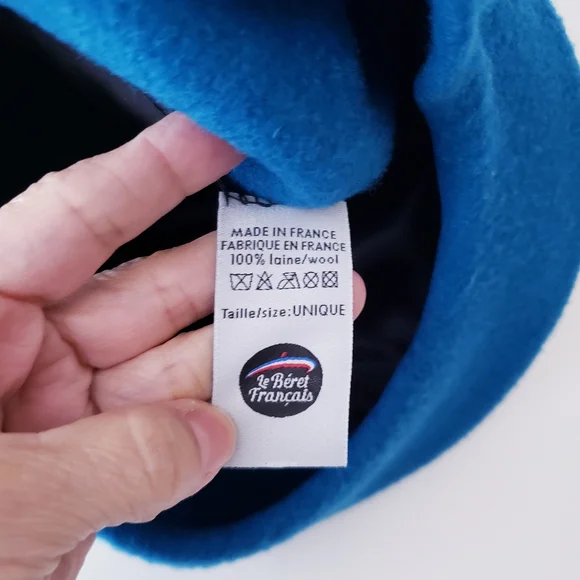 MADE IN FRANCE
FABRIQUE EN FRANCE
100% laine/wool
Taille/size: UNIQUE
Le Béret
Français